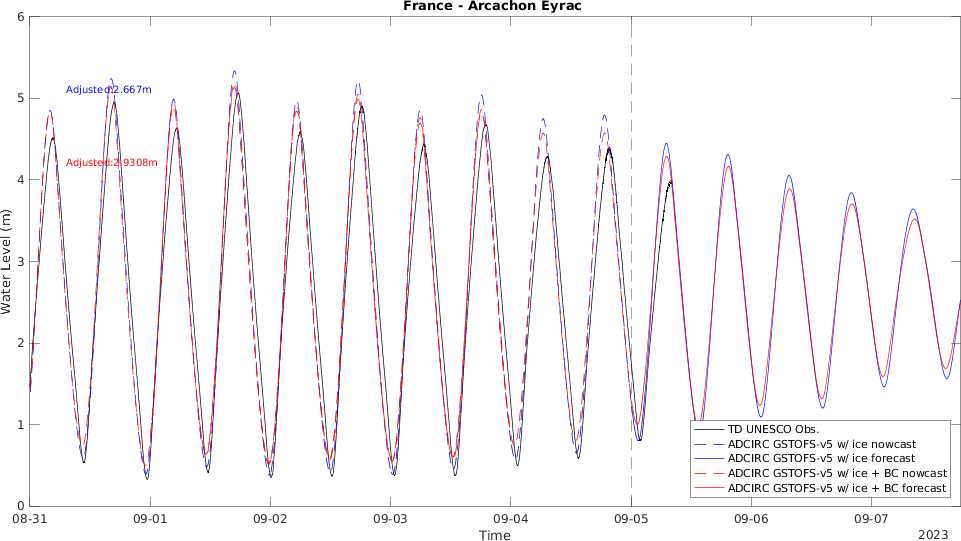 France - Arcachon Eyrac
6
5
4
3
2
1
0
Water Level (m)
Adjusted:2.667m
Adjusted:2.9308m
TD UNESCO Obs.
ADCIRC GSTOFS-v5 w/ ice nowcast
ADCIRC GSTOFS-v5 w/ ice forecast
ADCIRC GSTOFS-v5 w/ ice + BC nowcast
ADCIRC GSTOFS-v5 w/ ice + BC forecast
08-31 09-01 09-02 09-03 09-04 09-05 09-06 09-07
Time
2023